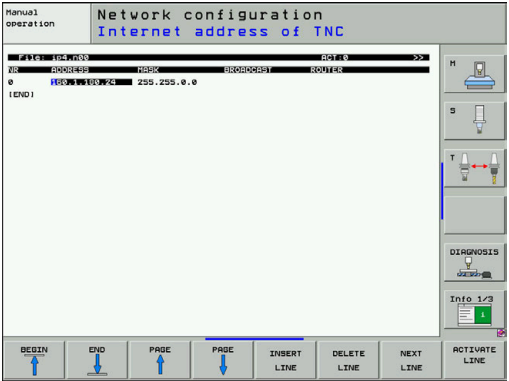 Manual
operation
Network configuration
Internet address of TNC
File: ip4.n00 ACT:0 >>
NR ADDRESS MASK BROADCAST ROUTER
0 160.1.180.24 255.255.0.0
[END]
M
S
T
DIAGNOSIS
Info 1/3
i
BEGIN
END
PAGE
PAGE
INSERT
LINE
DELETE
LINE
NEXT
LINE
ACTIVATE
LINE